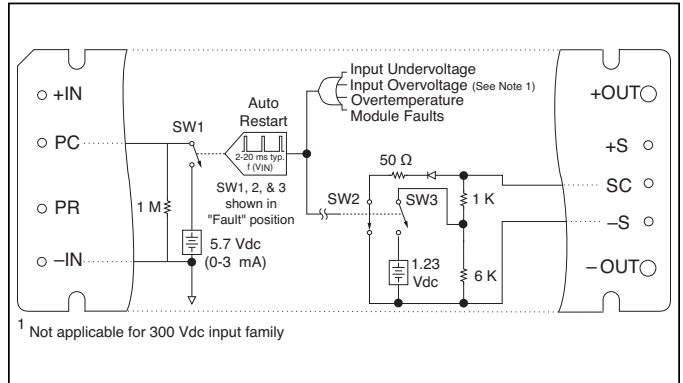 Input Undervoltage
Input Overvoltage (See Note 1)
Overtemperature
Module Faults
+IN
PC
PR
–IN
SW1
Auto
Restart
2-20 ms typ.
f (VIN)
SW1, 2, & 3
shown in
"Fault" position
1 M
5.7 Vdc
(0-3 mA)
50 Ω
SW2
SW3
1 K
1.23
Vdc
6 K
+OUT
+S
SC
–S
–OUT
1 Not applicable for 300 Vdc input family